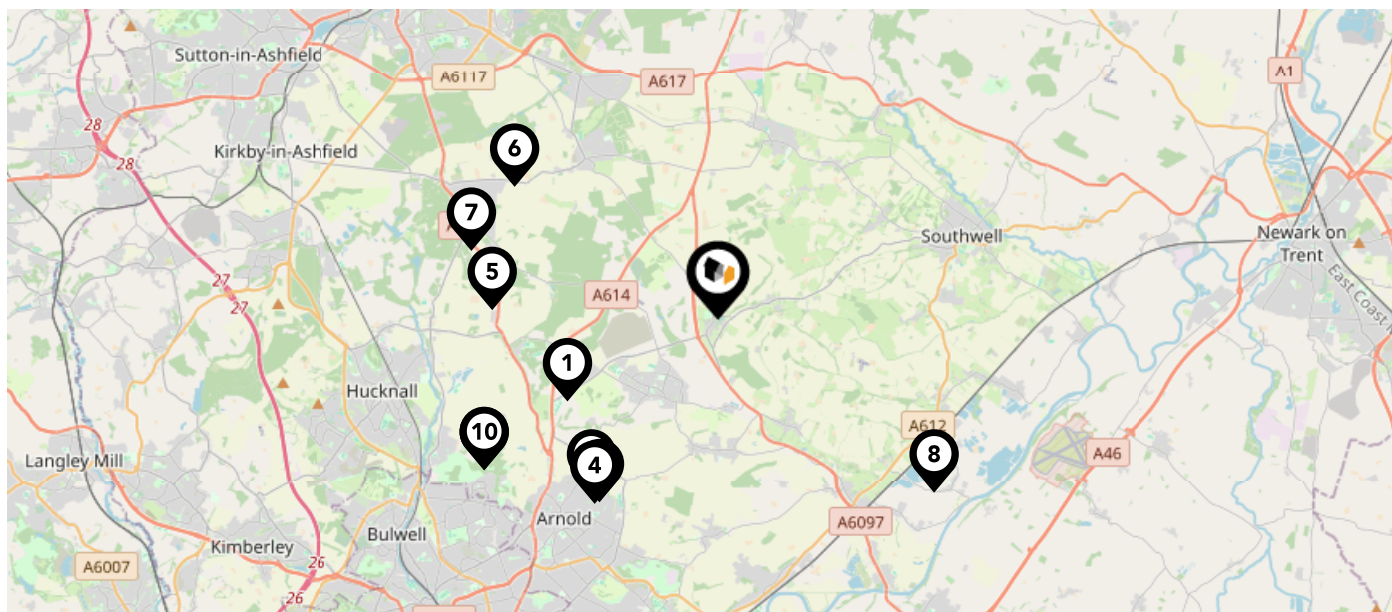 Sutton-in-Ashfield
A6117
A617
A1
28
28
Kirkby-in-Ashfield
6
7
5
Southwell
Newark on
Trent
East Coast
27
27
A614
1
Hucknall
10
4
A612
8
A46
Langley Mill
Arnold
A6097
Bulwell
Kimberley
A6007
26
26